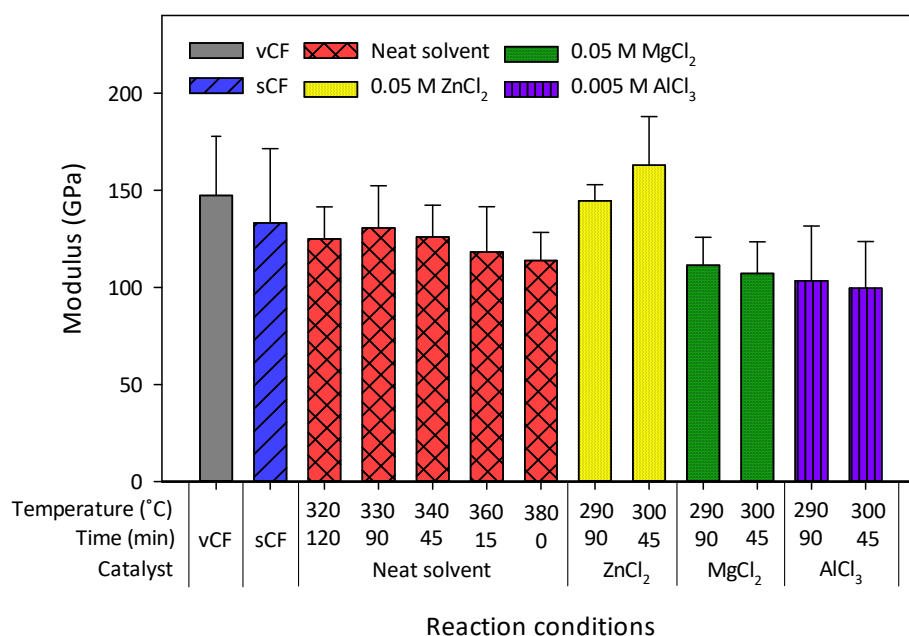 vCF Neat solvent 0.05 M MgCl₂
sCF 0.05 M ZnCl₂ 0.005 M AlCl₃
Modulus (GPa)
200
150
100
50
0
Temperature (˚C) 320 330 340 360 380 290 300 290 300 290 300
Time (min) vCF sCF 120 90 45 15 0 90 45 90 45 90 45
Catalyst Neat solvent ZnCl₂ MgCl₂ AlCl₃
Reaction conditions